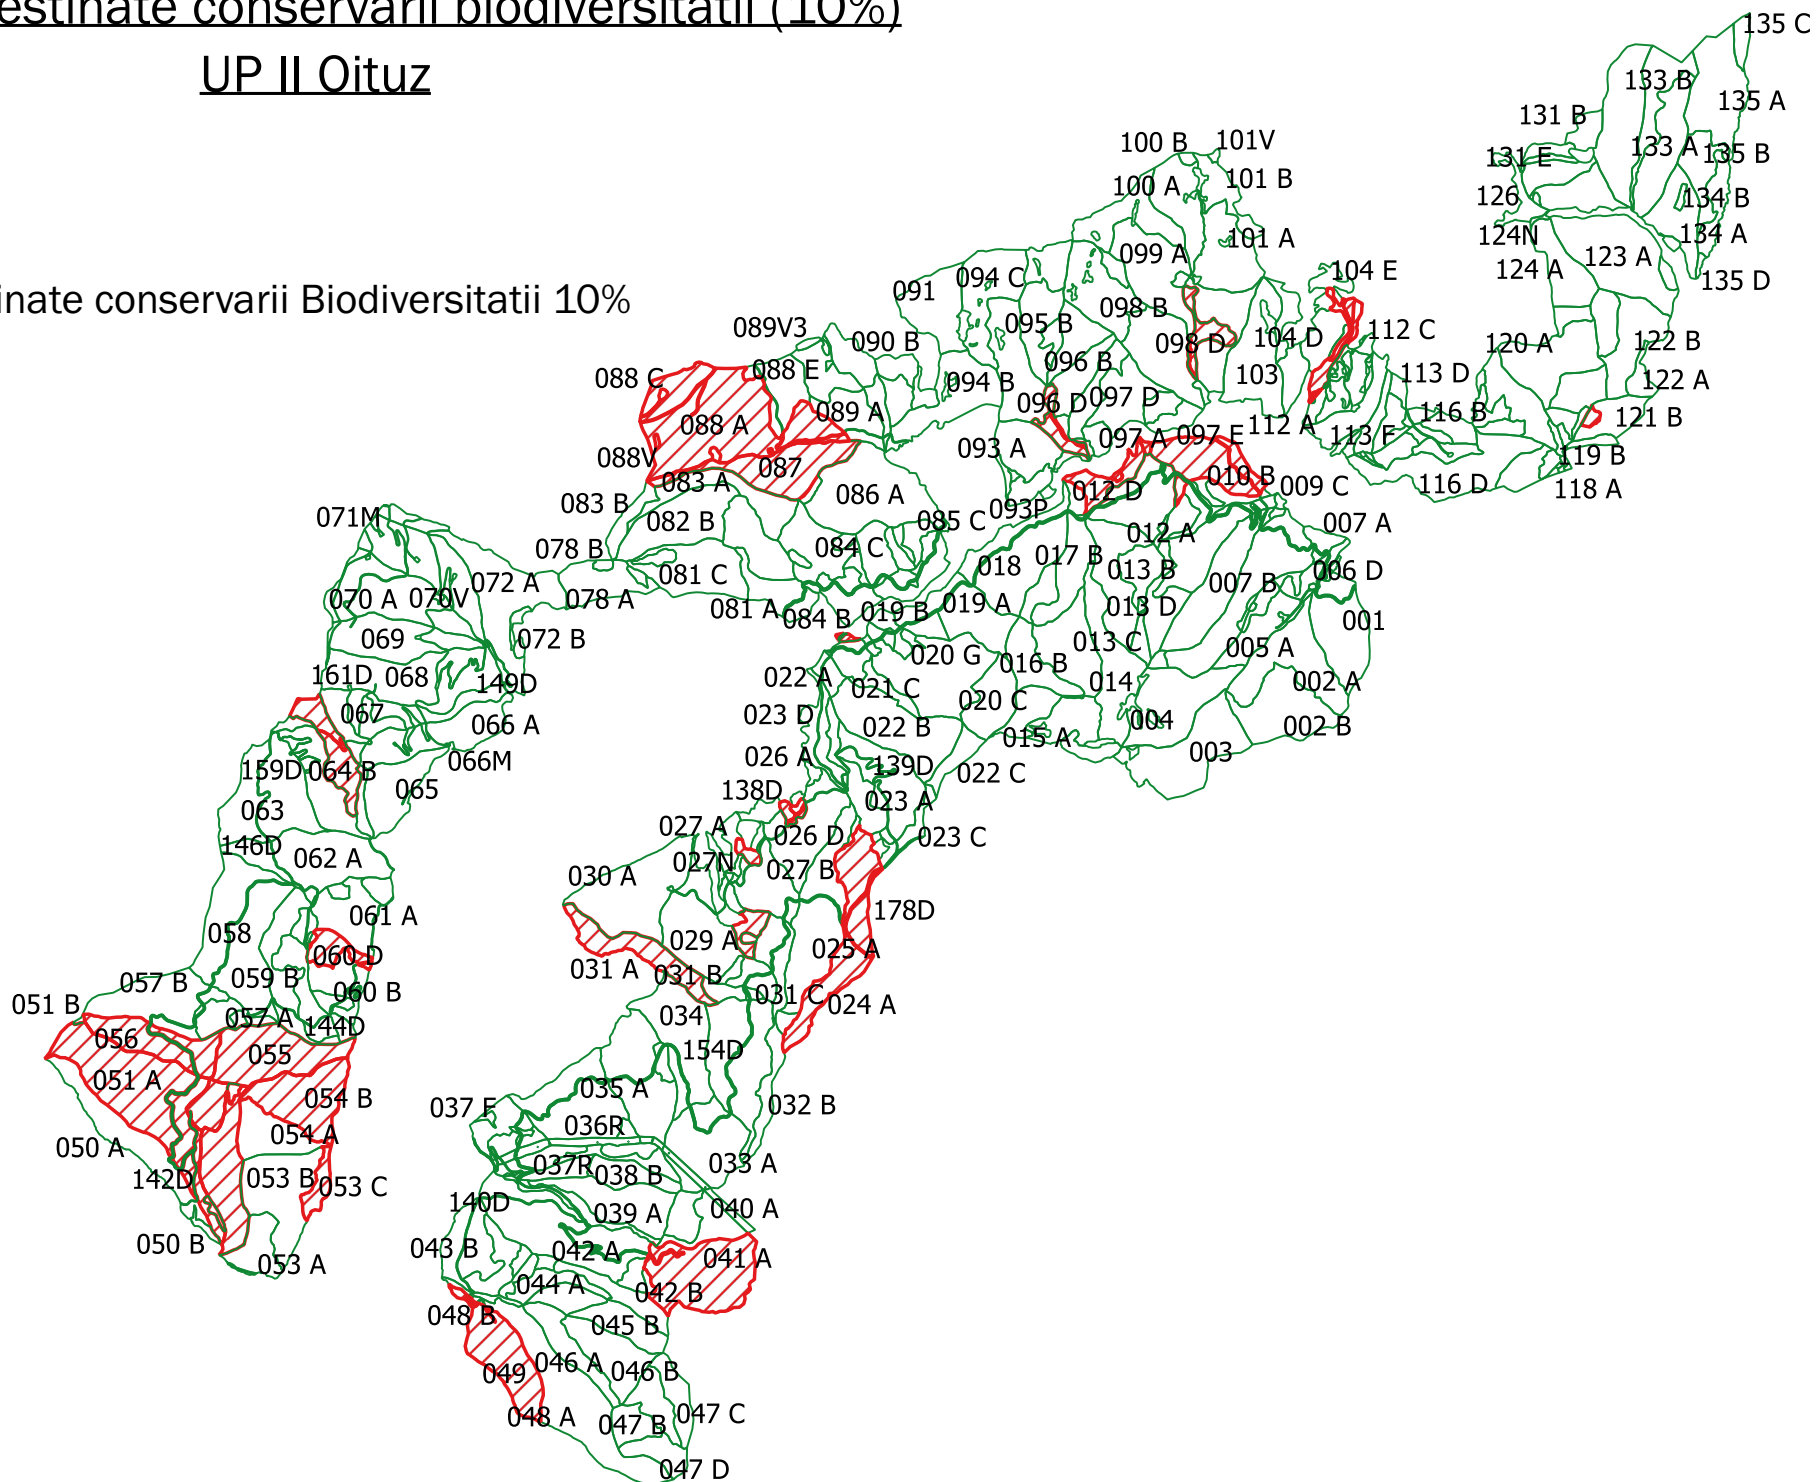 estinate conservarii biodiversitatii (10%)
UP II Oituz
inate conservarii Biodiversitatii 10%
135 C
133 B
135 A
131 B
133 A
135 B
131 E
126
134 B
124N
134 A
123 A
124 A
135 D
100 B
101V
100 A
101 B
101 A
099 A
104 E
094 C
091
098 B
095 B
089V3
090 B
098 D
104 D
112 C
120 A
122 B
088 E
096 B
088 C
094 B
103
113 D
122 A
096 D
097 D
089 A
116 B
121 B
088 A
112 A
097 A
097 E
113 F
093 A
088V
087
119 B
083 A
010 B
009 C
116 D
118 A
012 D
086 A
083 B
093P
071M
082 B
085 C
007 A
012 A
078 B
084 C
017 B
018
013 B
006 D
081 C
072 A
007 B
070 A
070V
078 A
019 A
013 D
081 A
084 B
019 B
001
069
072 B
013 C
005 A
020 G
016 B
161D
068
149D
022 A
021 C
014
002 A
020 C
067
023 D
066 A
022 B
004
002 B
015 A
003
026 A
066M
139D
022 C
159D
064 B
065
138D
023 A
063
027 A
026 D
023 C
146D
062 A
027N
027 B
030 A
061 A
178D
058
029 A
025 A
060 D
031 A
031 B
059 B
057 B
060 B
031 C
024 A
051 B
057 A
144D
034
056
055
154D
051 A
035 A
054 B
037 F
032 B
036R
054 A
050 A
037R
038 B
033 A
142D
053 B
053 C
140D
039 A
040 A
050 B
043 B
042 A
041 A
053 A
044 A
042 B
048 B
045 B
049
046 A
046 B
048 A
047 B
047 C
047 D